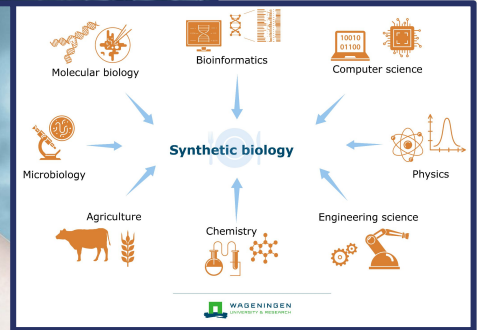 Bioinformatics
Molecular biology
10010
01100
Computer science
Synthetic biology
Microbiology
Physics
Agriculture
Chemistry
Engineering science
WAGENINGEN
UNIVERSITY & RESEARCH